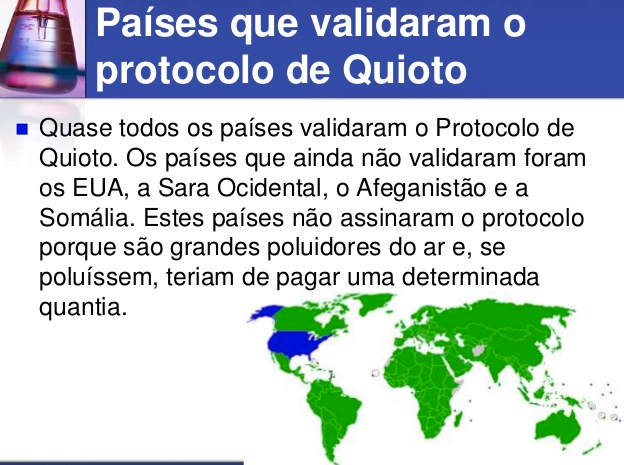 Países que validaram o
protocolo de Quioto
Quase todos os países validaram o Protocolo de
Quioto. Os países que ainda não validaram foram
os EUA, a Sara Ocidental, o Afeganistão e a
Somália. Estes países não assinaram o protocolo
porque são grandes poluidores do ar e, se
poluíssem, teriam de pagar uma determinada
quantia.